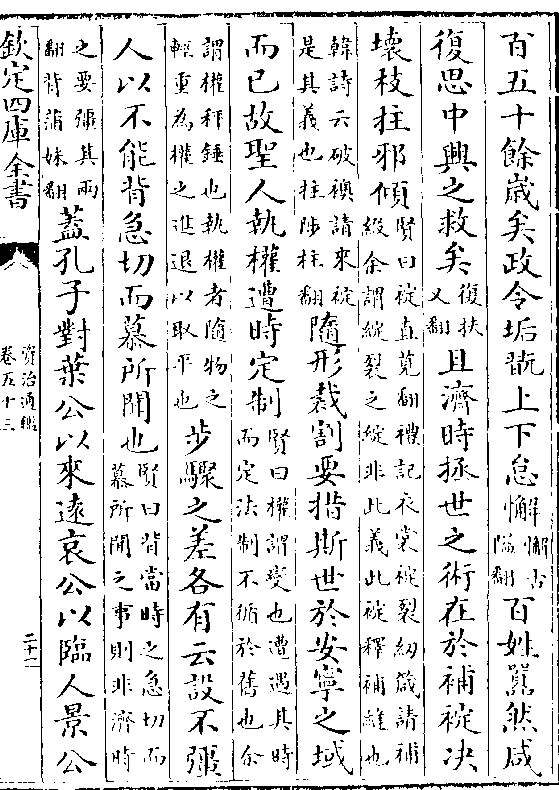 百五十餘歲矣政令垢翫上下怠懈懈古隘翻百姓囂然咸
復思中興之救矣復扶又翻且濟時拯世之術在於補䘺決
壞枝拄邪傾賢曰䘺直莧翻禮記衣裳䘺裂紉箴請補綴余謂綻裂之綻非此義此䘺釋補維也
韓詩云破襖請來䘺是其義也拄陟柱翻隨形裁割要措斯世於安寧之域
而已故聖人執權遭時定制賢曰權謂變也遭遇其時而定法制不循於舊也余
謂權秤錘也執權者隨物之輕重為權之進退以取平也步驟之差各有云設不彊
人以不能背急切而慕所聞也賢曰背當時之急切而慕所聞之事則非濟時
之要彊其兩翻背蒲妹翻蓋孔子對葉公以來遠哀公以臨人景公
欽定四庫全書
資治通鑑
卷五十三
二十一